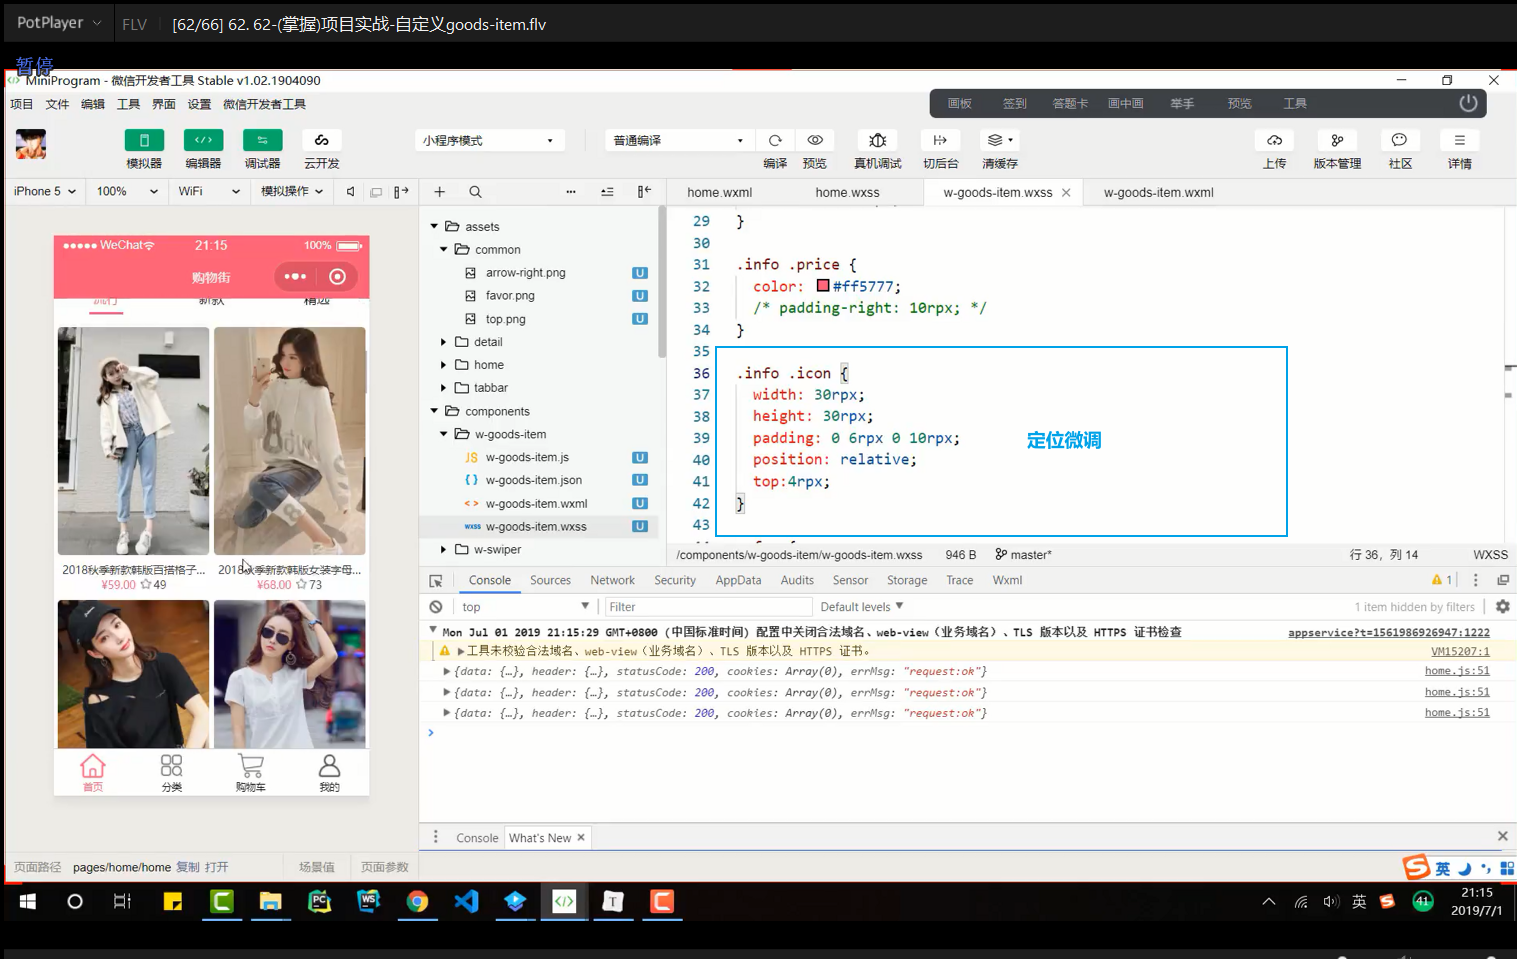 PotPlayer FLV [62/66] 62. 62-(掌握)项目实战-自定义goods-item.flv
暂停
MiniProgram - 微信开发者工具 Stable v1.02.1904090
项目 文件 编辑 工具 界面 设置 微信开发者工具
画板 签到 答题卡 画中画 举手 预览 工具
小程序模式 普通编译
模拟器 编辑器 调试器 云开发 编译 预览 真机调试 切后台 清缓存 上传 版本管理 社区 详情
iPhone 5 100% WiFi 模拟操作
home.wxml home.wxss w-goods-item.wxss w-goods-item.wxml
WeChat 21:15 100%
购物街
流行 新款 精选
2018秋季新款韩版百搭格子...
¥59.00 49
2018秋季新款韩版女装字母...
¥68.00 73
首页 分类 购物车 我的
页面路径 pages/home/home 复制 打开 场景值 页面参数
assets
common
arrow-right.png U
favor.png U
top.png U
detail
home
tabbar
components
w-goods-item
w-goods-item.js U
w-goods-item.json U
w-goods-item.wxml U
wxss w-goods-item.wxss U
w-swiper
29 }
30
31 .info .price {
32 color: #ff5777;
33 /* padding-right: 10rpx; */
34 }
35
36 .info .icon {
37 width: 30rpx;
38 height: 30rpx;
39 padding: 0 6rpx 0 10rpx;
40 position: relative;
41 top:4rpx;
42 }
43
定位微调
/components/w-goods-item/w-goods-item.wxss 946 B master* 行 36, 列 14 WXSS
Console Sources Network Security AppData Audits Sensor Storage Trace Wxml 1
top Filter Default levels 1 item hidden by filters
Mon Jul 01 2019 21:15:29 GMT+0800 (中国标准时间) 配置中关闭合法域名、web-view（业务域名）、TLS 版本以及 HTTPS 证书检查 appservice?t=1561986926947:1222
工具未校验合法域名、web-view（业务域名）、TLS 版本以及 HTTPS 证书。 VM15207:1
{data: {…}, header: {…}, statusCode: 200, cookies: Array(0), errMsg: "request:ok"} home.js:51
{data: {…}, header: {…}, statusCode: 200, cookies: Array(0), errMsg: "request:ok"} home.js:51
{data: {…}, header: {…}, statusCode: 200, cookies: Array(0), errMsg: "request:ok"} home.js:51
Console What's New
英
英 41 21:15
2019/7/1